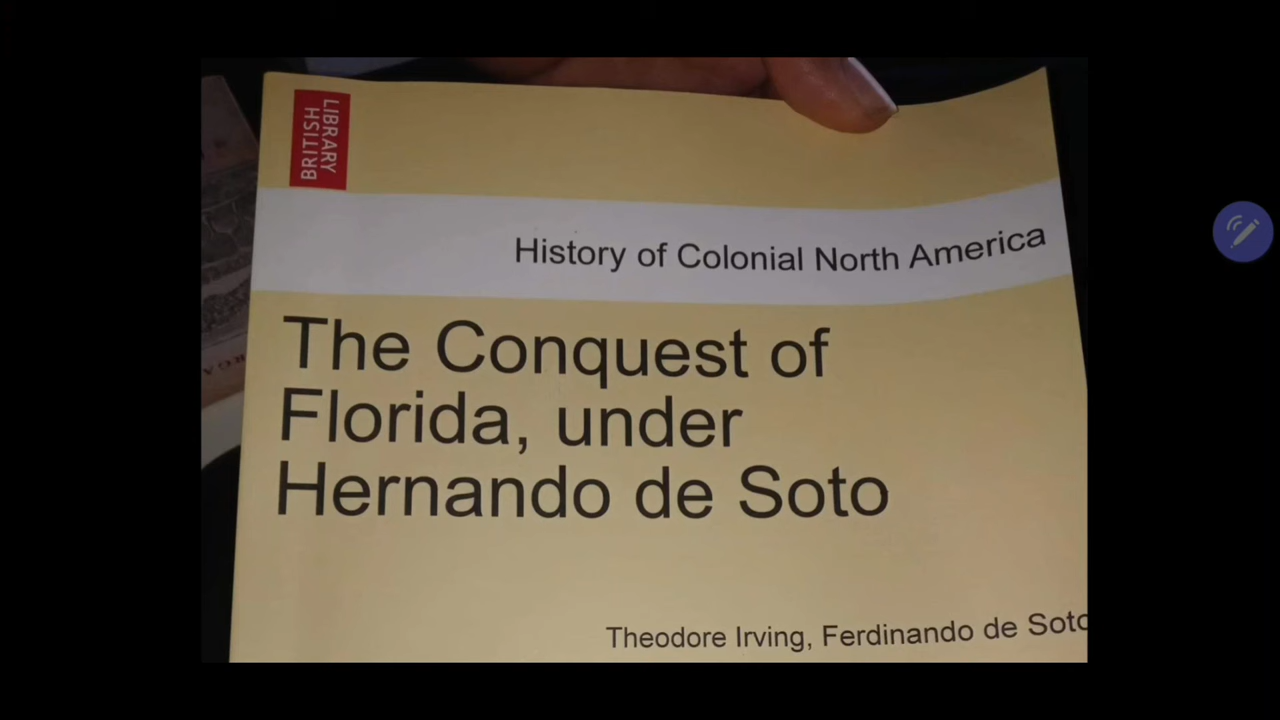 BRITISH
LIBRARY
History of Colonial North America
The Conquest of
Florida, under
Hernando de Soto
Theodore Irving, Ferdinando de Soto